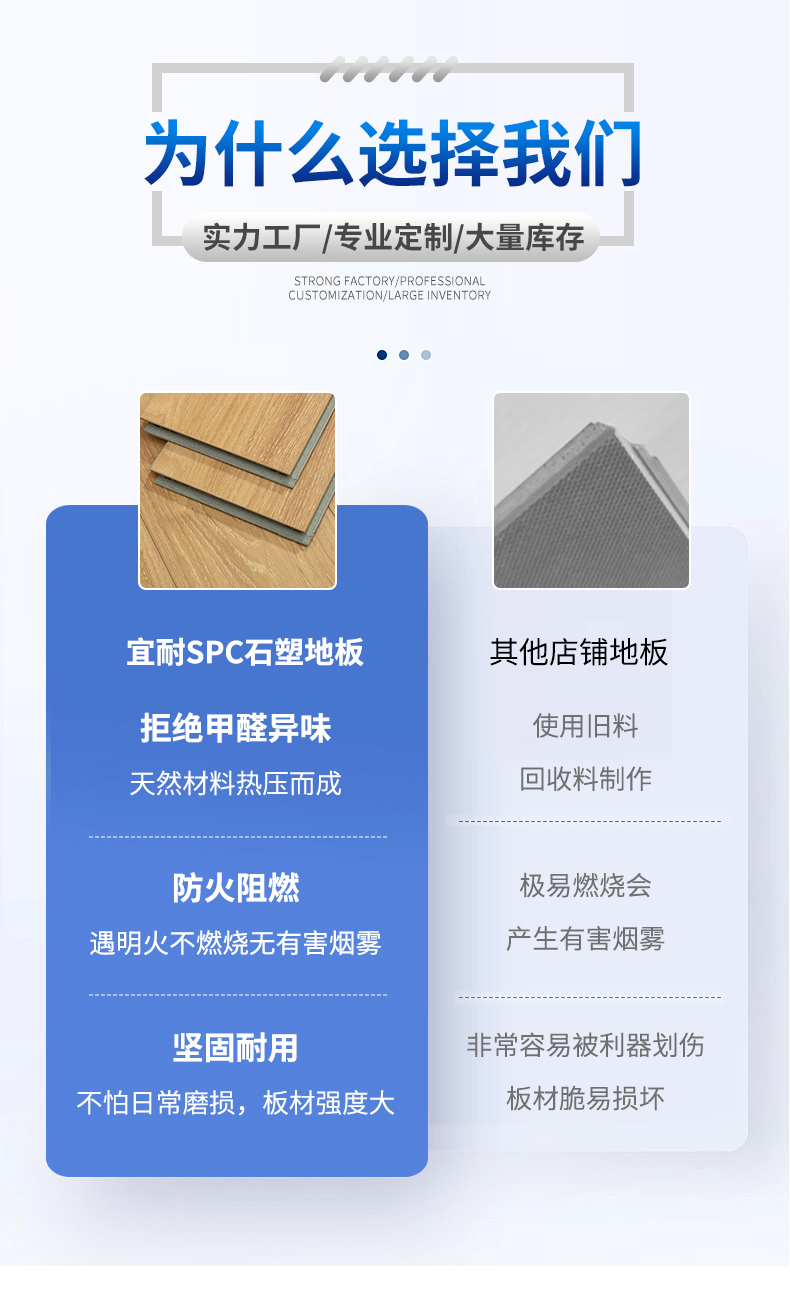 为什么选择我们
实力工厂/专业定制/大量库存
STRONG FACTORY/PROFESSIONAL
CUSTOMIZATION/LARGE INVENTORY
宜耐SPC石塑地板
拒绝甲醛异味
天然材料热压而成
防火阻燃
遇明火不燃烧无有害烟雾
坚固耐用
不怕日常磨损，板材强度大
其他店铺地板
使用旧料
回收料制作
极易燃烧会
产生有害烟雾
非常容易被利器划伤
板材脆易损坏